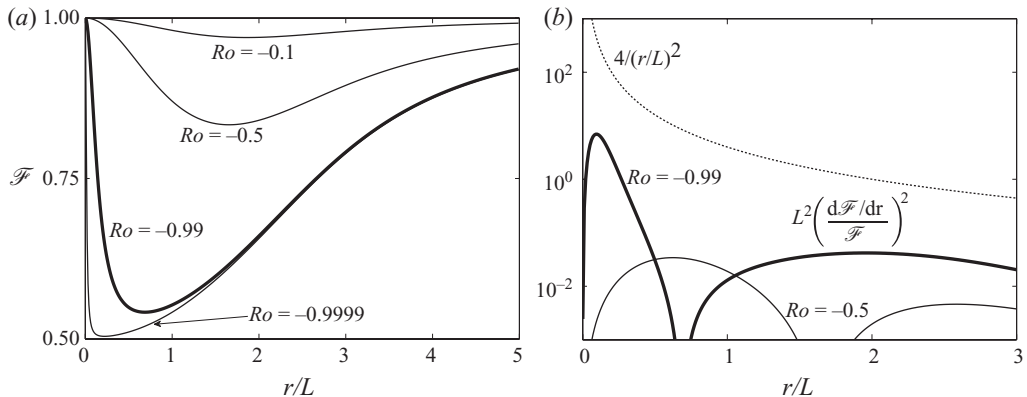 (a)
1.00
0.75
0.50
ℱ
Ro = –0.1
Ro = –0.5
Ro = –0.99
Ro = –0.9999
0 1 2 3 4 5
r/L
(b)
10²
10⁰
10⁻²
4/(r/L)²
Ro = –0.99
L²(dℱ/dr / ℱ)²
Ro = –0.5
0 1 2 3
r/L